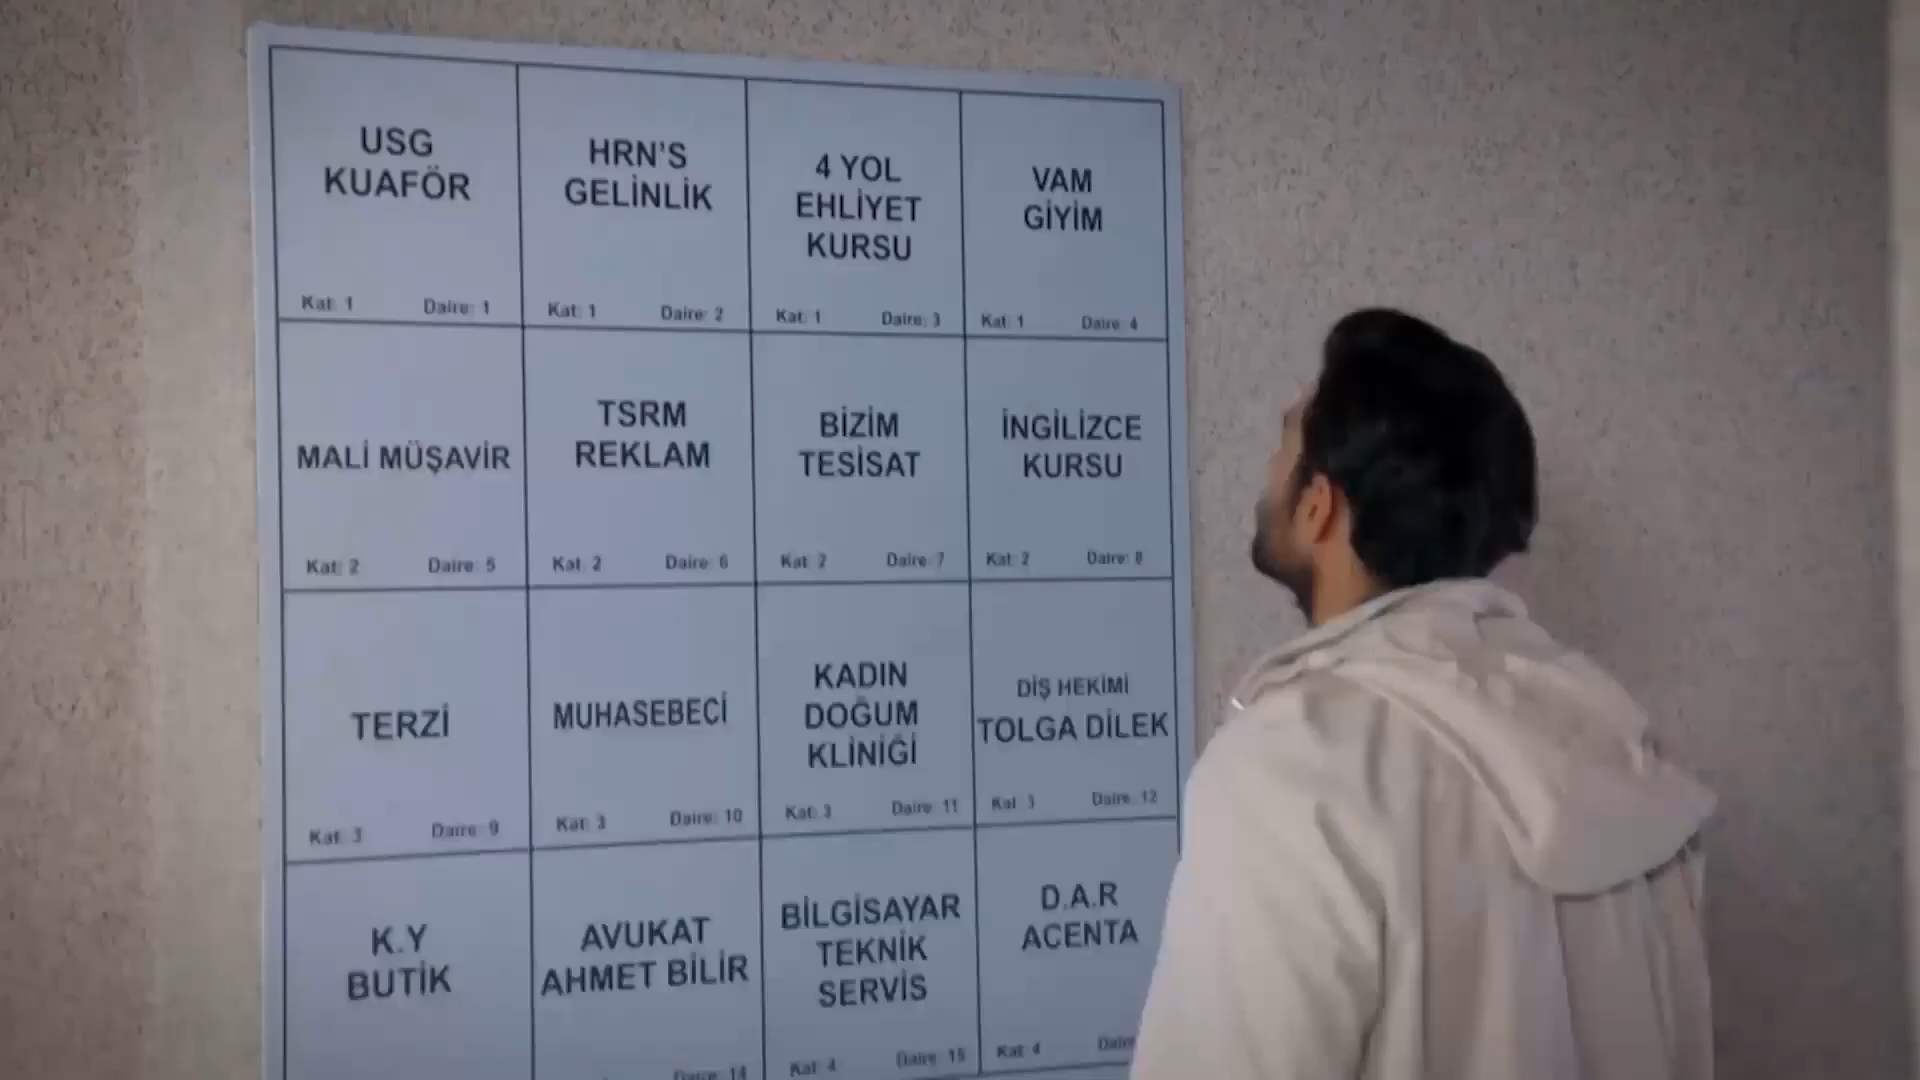 USG
KUAFÖR
Kat: 1 Daire: 1
HRN'S
GELİNLİK
Kat: 1 Daire: 2
4 YOL
EHLİYET
KURSU
Kat: 1 Daire: 3
VAM
GİYİM
Kat: 1 Daire: 4
MALİ MÜŞAVİR
Kat: 2 Daire: 5
TSRM
REKLAM
Kat: 2 Daire: 6
BİZİM
TESİSAT
Kat: 2 Daire: 7
İNGİLİZCE
KURSU
Kat: 2 Daire: 8
TERZİ
Kat: 3 Daire: 9
MUHASEBECİ
Kat: 3 Daire: 10
KADIN
DOĞUM
KLİNİĞİ
Kat: 3 Daire: 11
DİŞ HEKİMİ
TOLGA DİLEK
Kat: 3 Daire: 12
K.Y
BUTİK
AVUKAT
AHMET BİLİR
Daire: 14
BİLGİSAYAR
TEKNİK
SERVİS
Kat: 4 Daire: 15
D.A.R
ACENTA
Kat: 4 Daire